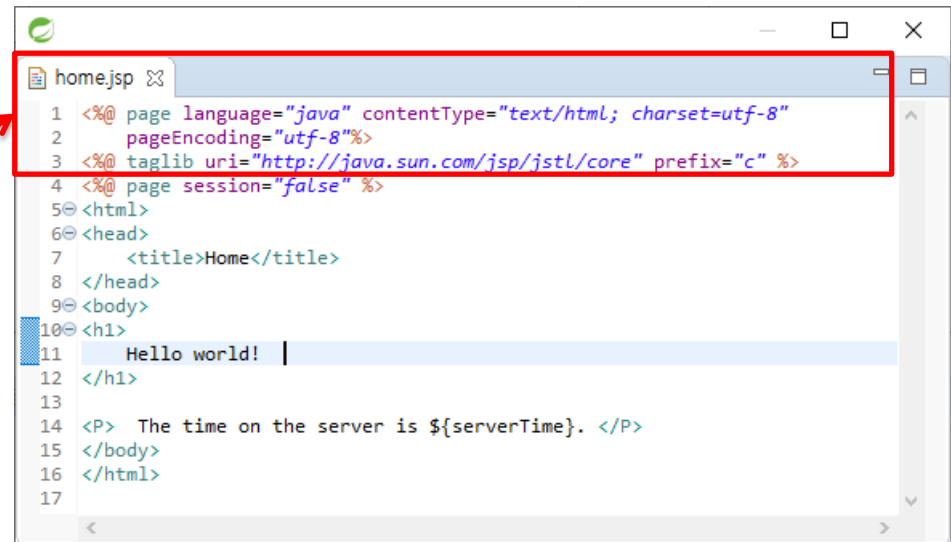 home.jsp
1 <%@ page language="java" contentType="text/html; charset=utf-8"
2     pageEncoding="utf-8"%>
3 <%@ taglib uri="http://java.sun.com/jsp/jstl/core" prefix="c" %>
4 <%@ page session="false" %>
5 <html>
6 <head>
7     <title>Home</title>
8 </head>
9 <body>
10 <h1>
11     Hello world!
12 </h1>
13
14 <P>  The time on the server is ${serverTime}. </P>
15 </body>
16 </html>
17